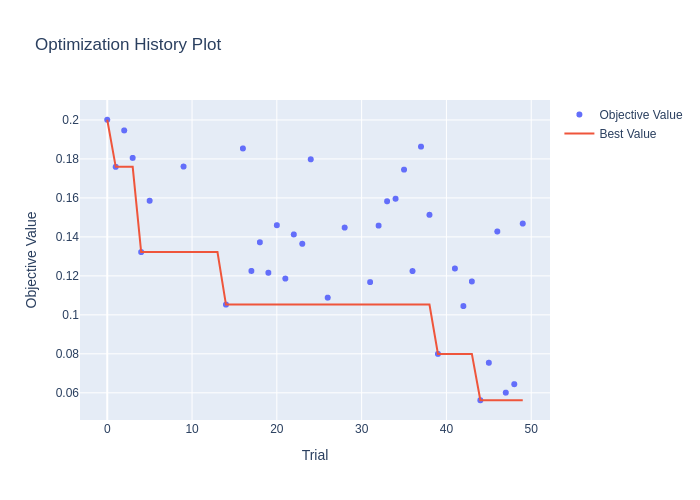 Optimization History Plot
Objective Value
Best Value
0.2
0.18
0.16
0.14
0.12
0.1
0.08
0.06
Objective Value
0 10 20 30 40 50
Trial